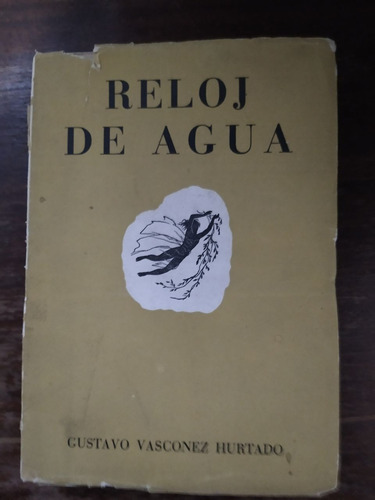 RELOJ
DE AGUA
GUSTAVO VASCONEZ HURTADO